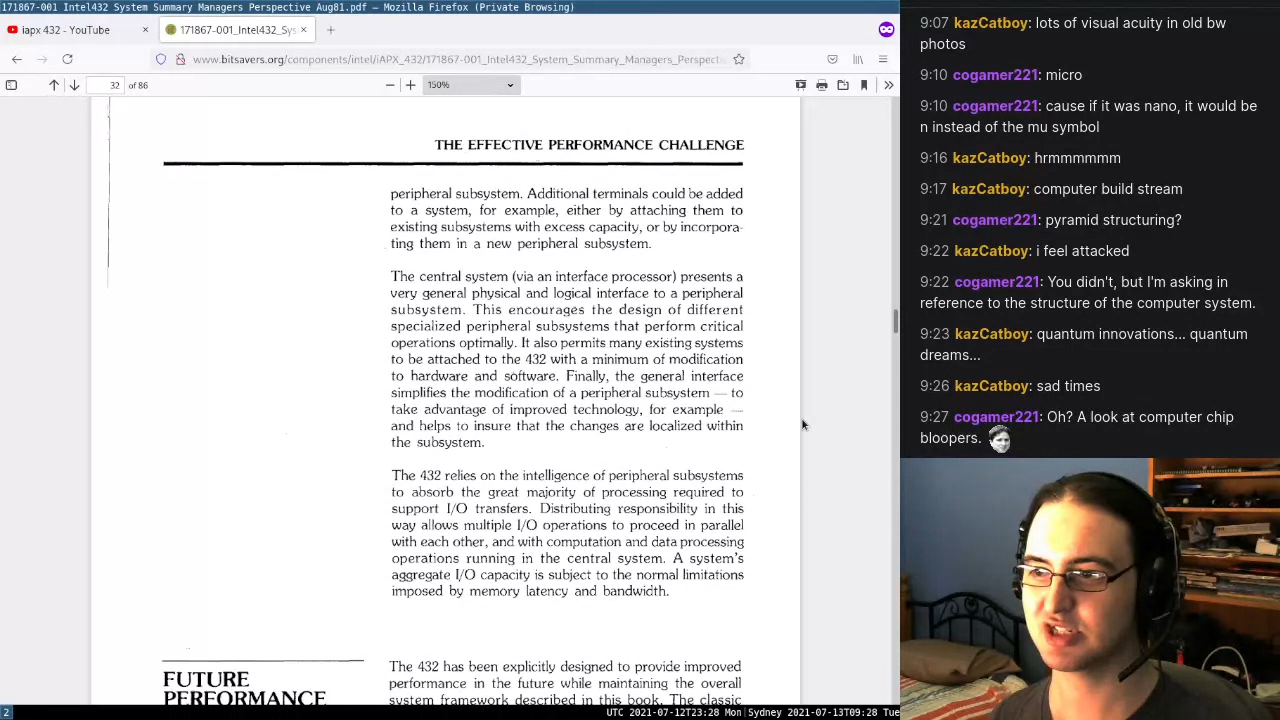 171867-001 Intel432 System Summary Managers Perspective Aug81.pdf — Mozilla Firefox (Private Browsing)
iapx 432 - YouTube
171867-001_Intel432_Sys
www.bitsavers.org/components/intel/iAPX_432/171867-001_Intel432_System_Summary_Managers_Perspecti
32 of 86
150%
THE EFFECTIVE PERFORMANCE CHALLENGE
peripheral subsystem. Additional terminals could be added
to a system, for example, either by attaching them to
existing subsystems with excess capacity, or by incorpora-
ting them in a new peripheral subsystem.
The central system (via an interface processor) presents a
very general physical and logical interface to a peripheral
subsystem. This encourages the design of different
specialized peripheral subsystems that perform critical
operations optimally. It also permits many existing systems
to be attached to the 432 with a minimum of modification
to hardware and software. Finally, the general interface
simplifies the modification of a peripheral subsystem — to
take advantage of improved technology, for example —
and helps to insure that the changes are localized within
the subsystem.
The 432 relies on the intelligence of peripheral subsystems
to absorb the great majority of processing required to
support I/O transfers. Distributing responsibility in this
way allows multiple I/O operations to proceed in parallel
with each other, and with computation and data processing
operations running in the central system. A system's
aggregate I/O capacity is subject to the normal limitations
imposed by memory latency and bandwidth.
FUTURE
PERFORMANCE
The 432 has been explicitly designed to provide improved
performance in the future while maintaining the overall
system framework described in this book. The classic
2
UTC 2021-07-12T23:28 Mon|Sydney 2021-07-13T09:28 Tue
9:07 kazCatboy: lots of visual acuity in old bw
photos
9:10 cogamer221: micro
9:10 cogamer221: cause if it was nano, it would be
n instead of the mu symbol
9:16 kazCatboy: hrmmmmmm
9:17 kazCatboy: computer build stream
9:21 cogamer221: pyramid structuring?
9:22 kazCatboy: i feel attacked
9:22 cogamer221: You didn't, but I'm asking in
reference to the structure of the computer system.
9:23 kazCatboy: quantum innovations... quantum
dreams...
9:26 kazCatboy: sad times
9:27 cogamer221: Oh? A look at computer chip
bloopers.